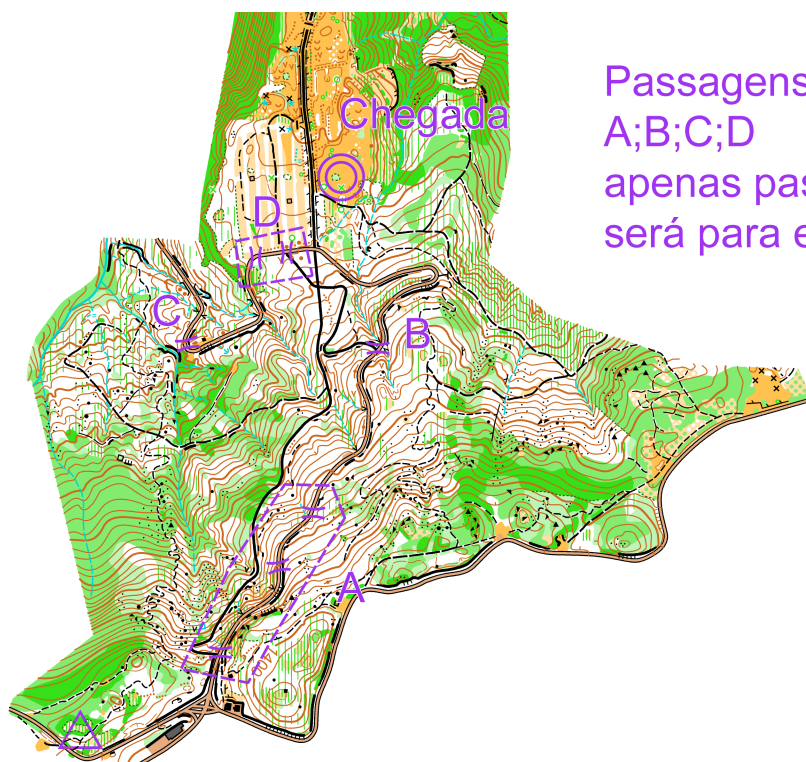 Passagens
A;B;C;D
apenas pas
será para e
Chegada
D
C
B
A